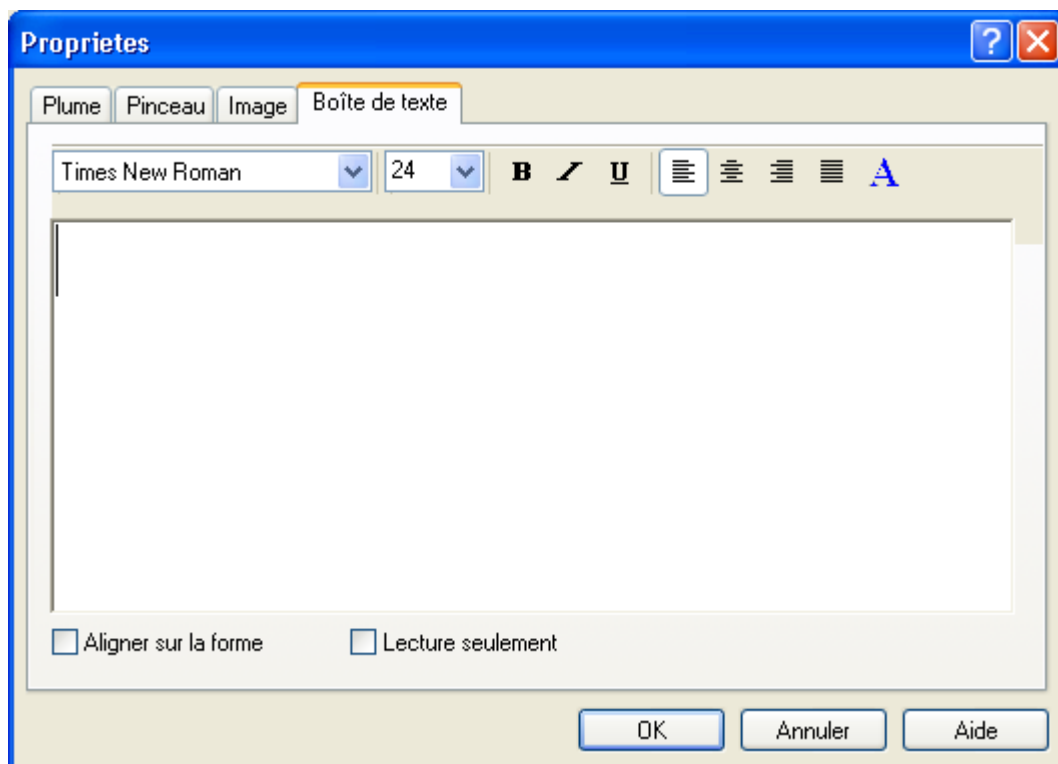 Proprietes
Plume Pinceau Image Boîte de texte
Times New Roman 24 B I U A
Aligner sur la forme Lecture seulement
OK Annuler Aide